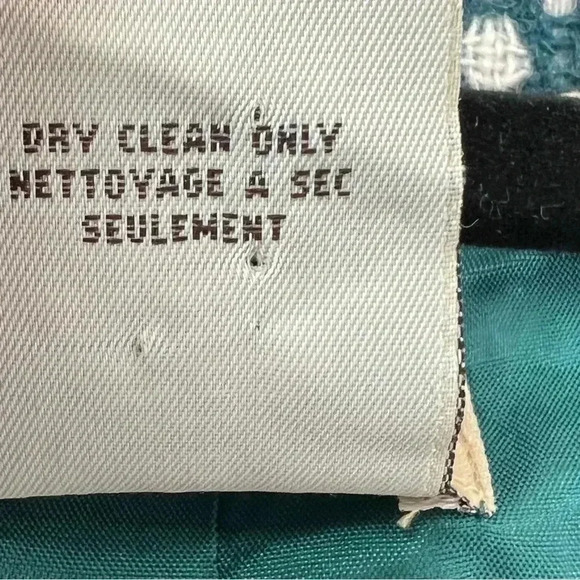 DRY CLEAN ONLY
NETTOYAGE A SEC
SEULEMENT